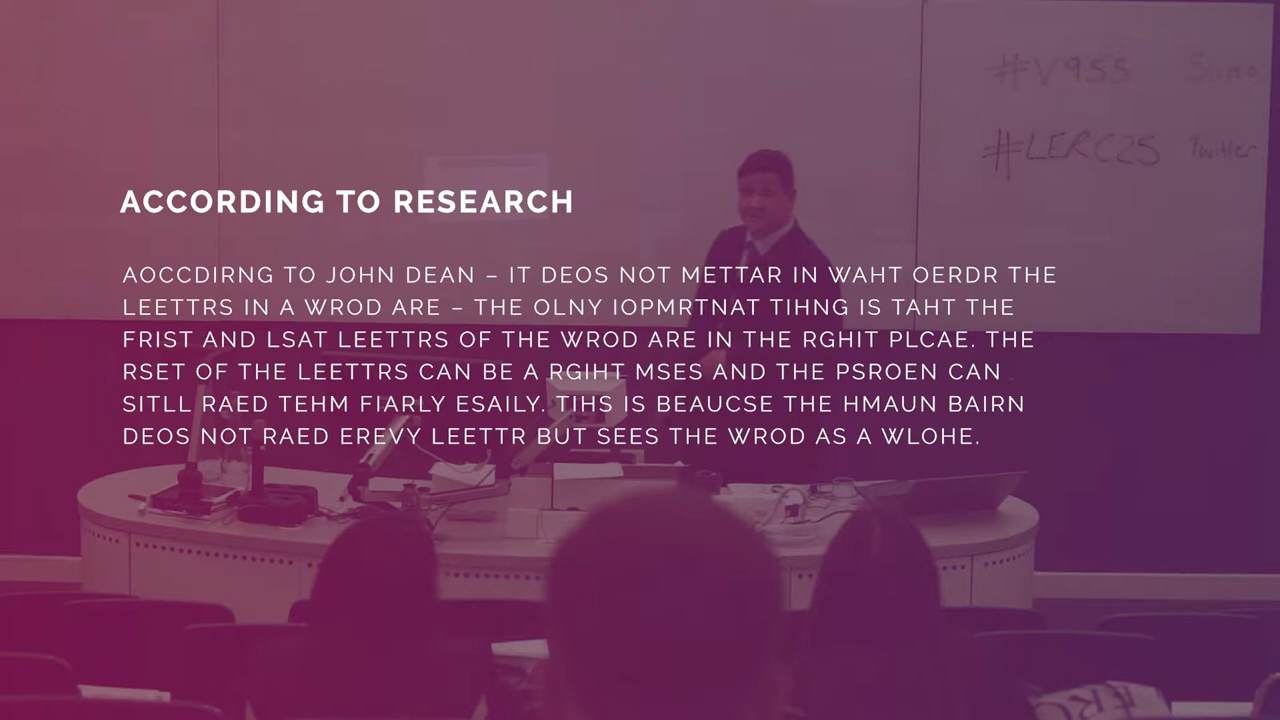 #V955
#LERC25 Twitter
ACCORDING TO RESEARCH
AOCCDIRNG TO JOHN DEAN – IT DEOS NOT METTAR IN WAHT OERDR THE
LEETTRS IN A WROD ARE – THE OLNY IOPMRTNAT TIHNG IS TAHT THE
FRIST AND LSAT LEETTRS OF THE WROD ARE IN THE RGHIT PLCAE. THE
RSET OF THE LEETTRS CAN BE A RGIHT MSES AND THE PSROEN CAN
SITLL RAED TEHM FIARLY ESAILY. TIHS IS BEAUCSE THE HMAUN BAIRN
DEOS NOT RAED EREVY LEETTR BUT SEES THE WROD AS A WLOHE.